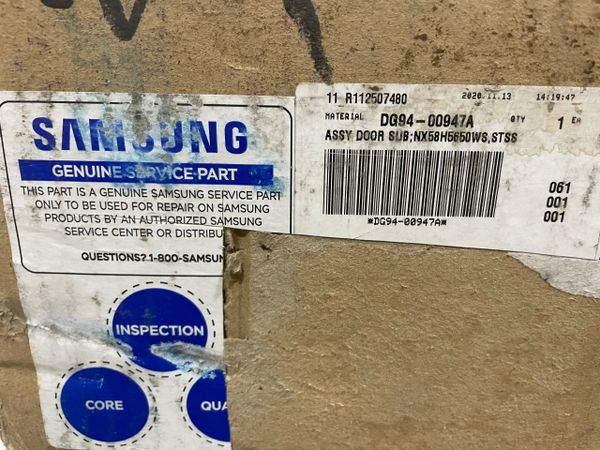 11 R112507480 2020.11.13 14:19:47
MATERIAL DG94-00947A QTY 1 EA
ASSY DOOR SUB;NX58H5650WS,STSS
061
001
001
*DG94-00947A*
SAMSUNG
GENUINE SERVICE PART
THIS PART IS A GENUINE SAMSUNG SERVICE PART
ONLY TO BE USED FOR REPAIR ON SAMSUNG
PRODUCTS BY AN AUTHORIZED SAMSUNG
SERVICE CENTER OR DISTRIBU
QUESTIONS? 1-800-SAMSUN
INSPECTION
CORE
QUA